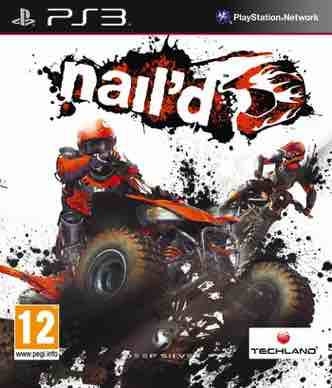 PS3
PlayStation®Network
nail'd
12
www.pegi.info
DEEP SILVER
TECHLAND